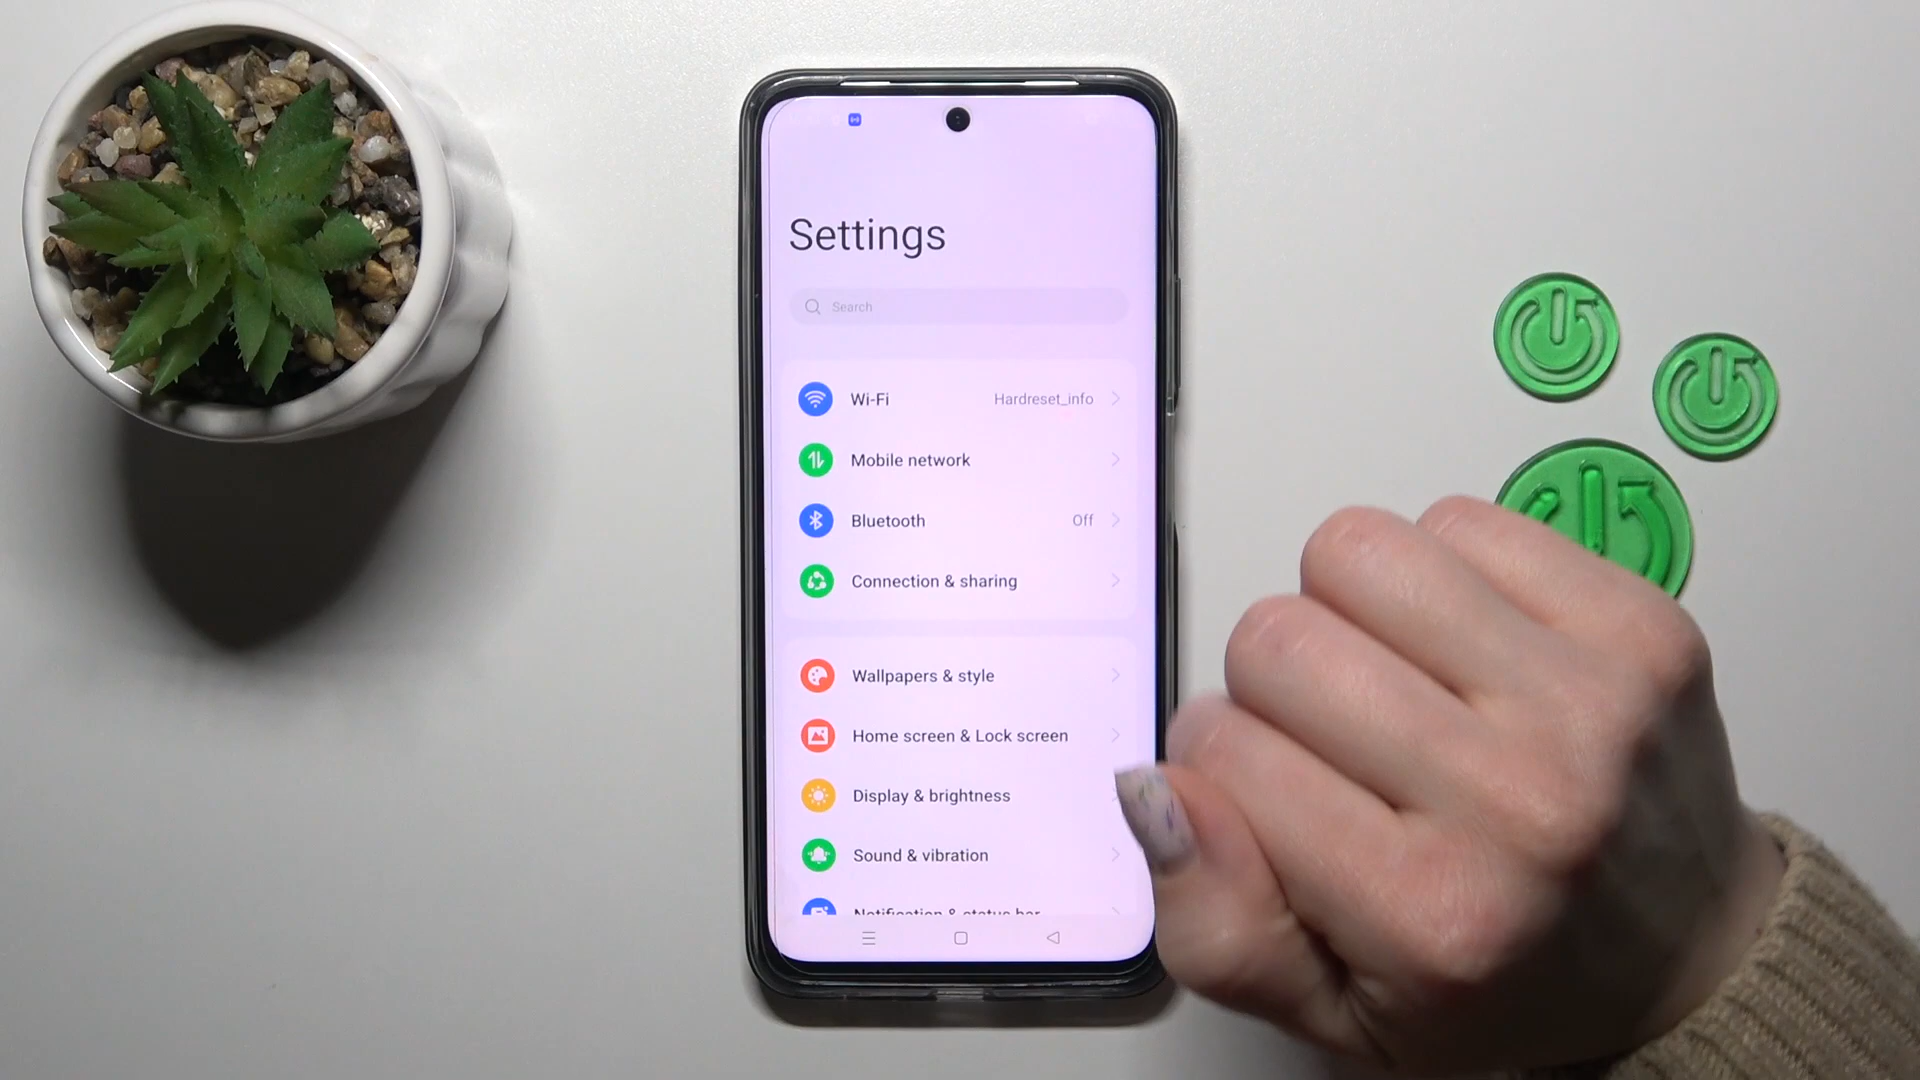 Settings
Search
Wi-Fi Hardreset_info
Mobile network
Bluetooth Off
Connection & sharing
Wallpapers & style
Home screen & Lock screen
Display & brightness
Sound & vibration
Notification & status bar